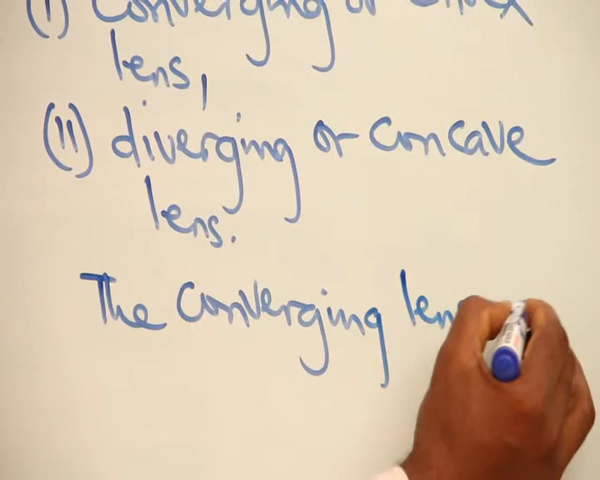 (I) Converging or convex
lens,
(II) diverging or concave
lens.
The converging len